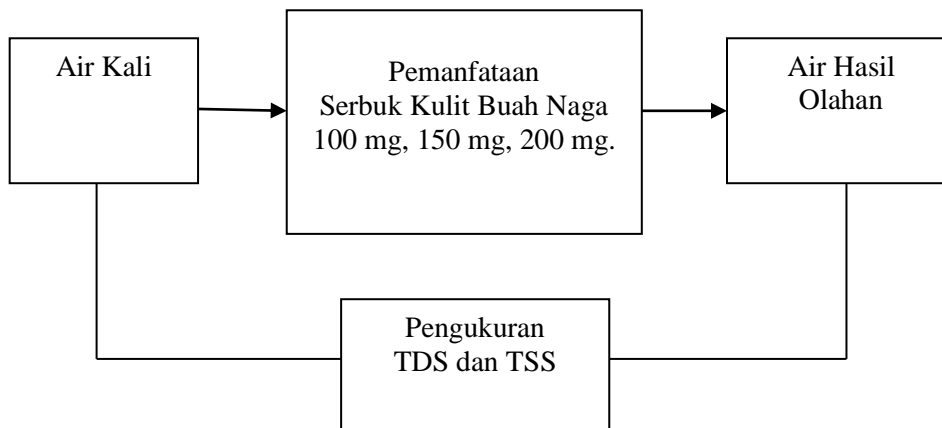 Air Kali
Pemanfataan
Serbuk Kulit Buah Naga
100 mg, 150 mg, 200 mg.
Air Hasil
Olahan
Pengukuran
TDS dan TSS